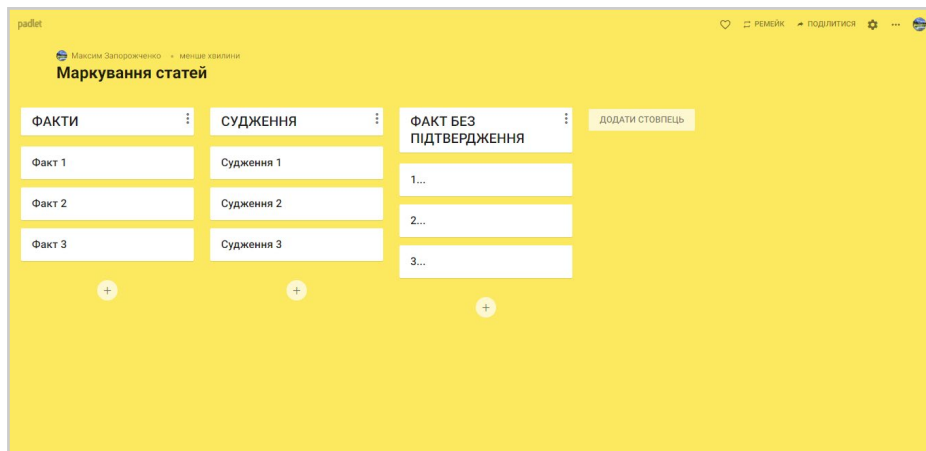 padlet
РЕМЕЙК
ПОДІЛИТИСЯ
Максим Запорожченко • менше хвилини
Маркування статей
ФАКТИ
Факт 1
Факт 2
Факт 3
СУДЖЕННЯ
Судження 1
Судження 2
Судження 3
ФАКТ БЕЗ
ПІДТВЕРДЖЕННЯ
1...
2...
3...
ДОДАТИ СТОВПЕЦЬ